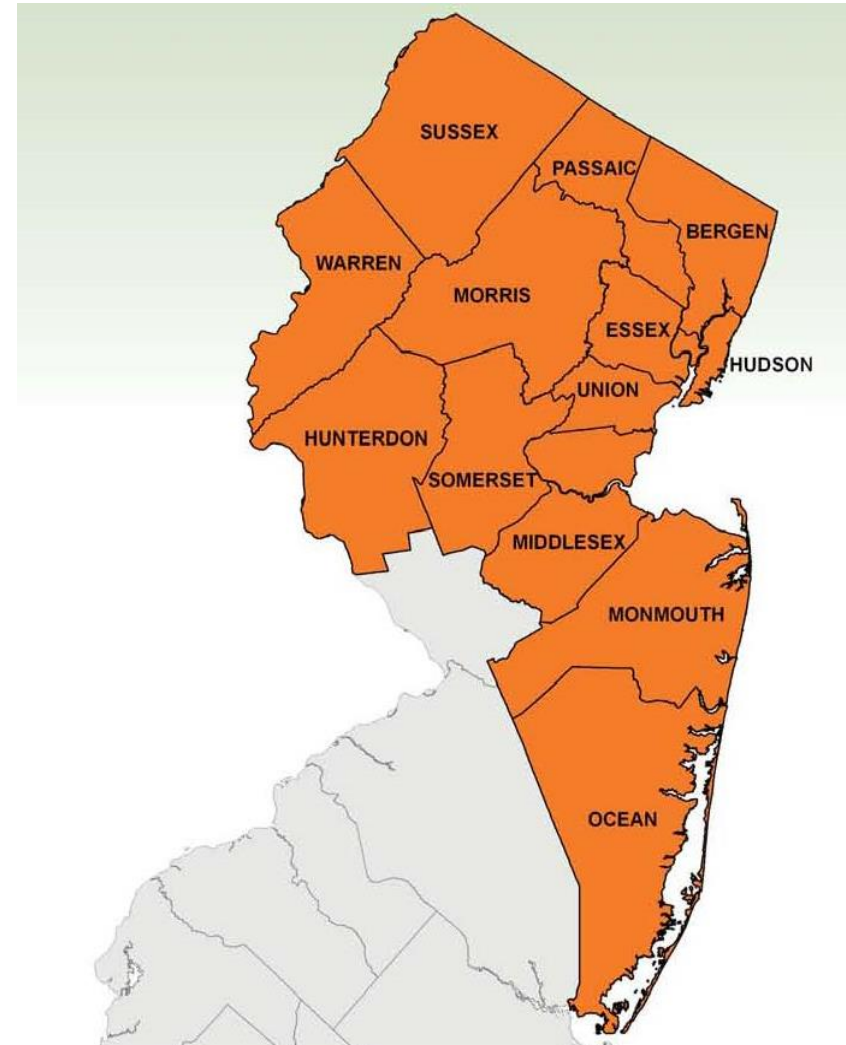 SUSSEX
PASSAIC
BERGEN
WARREN
MORRIS
ESSEX
HUDSON
UNION
HUNTERDON
SOMERSET
MIDDLESEX
MONMOUTH
OCEAN